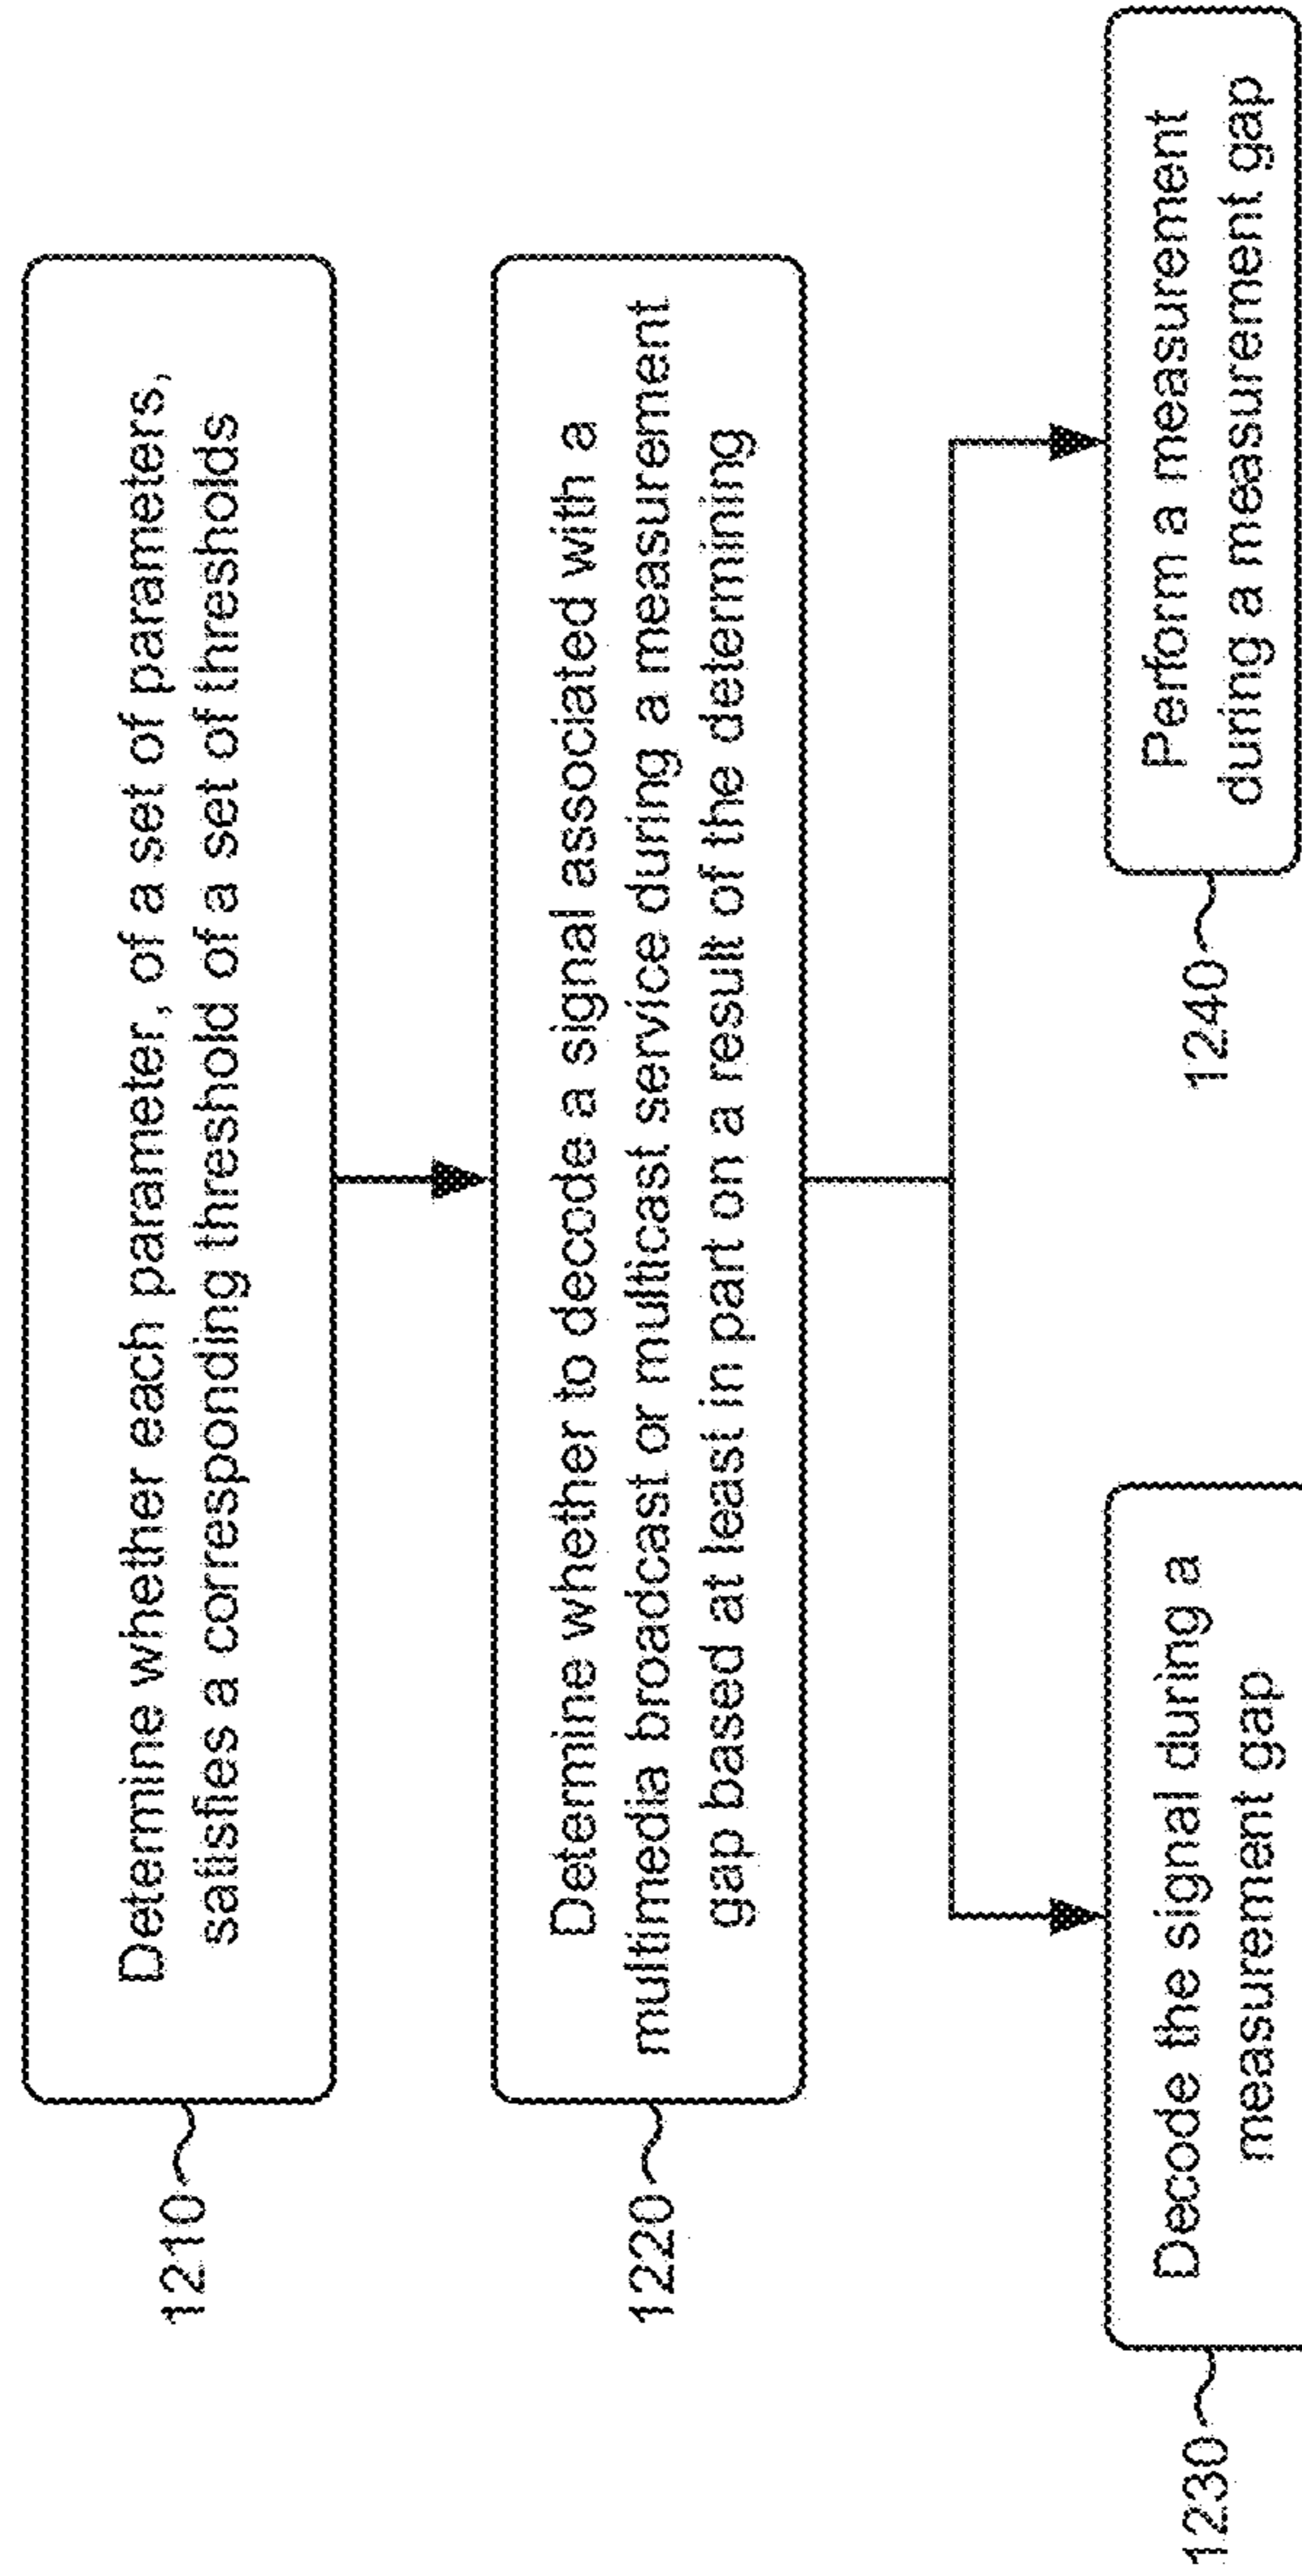 1210
Determine whether each parameter, of a set of parameters,
satisfies a corresponding threshold of a set of thresholds
1220
Determine whether to decode a signal associated with a
multimedia broadcast or multicast service during a measurement
gap based at least in part on a result of the determining
1230
Decode the signal during a
measurement gap
1240
Perform a measurement
during a measurement gap